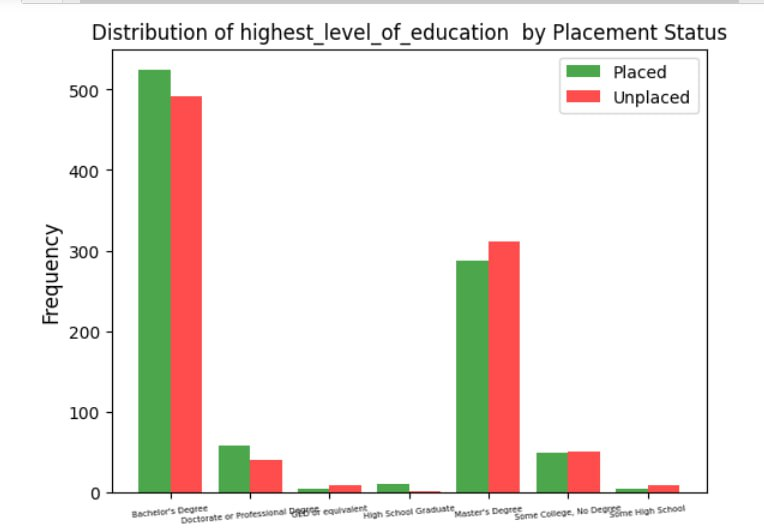 Distribution of highest_level_of_education by Placement Status
Placed
Unplaced
Frequency
500
400
300
200
100
0
Bachelor's Degree
Doctorate or Professional Degree
GED or equivalent
High School Graduate
Master's Degree
Some College, No Degree
Some High School